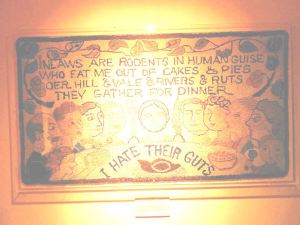 INLAWS ARE RODENTS IN HUMAN GUISE
WHO EAT ME OUT OF CAKES & PIES
OER HILL & VALE & RIVERS & RUTS
THEY GATHER FOR DINNER
I HATE THEIR GUTS